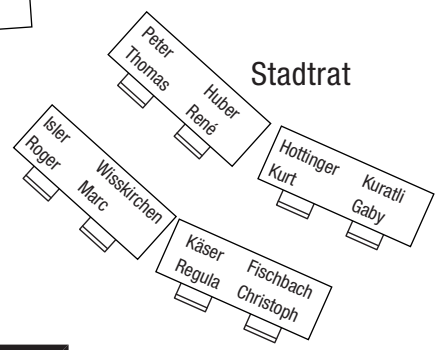 Stadtrat
Peter
Thomas
Huber
René
Hottinger
Kurt
Kuratli
Gaby
Isler
Roger
Wisskirchen
Marc
Käser
Regula
Fischbach
Christoph